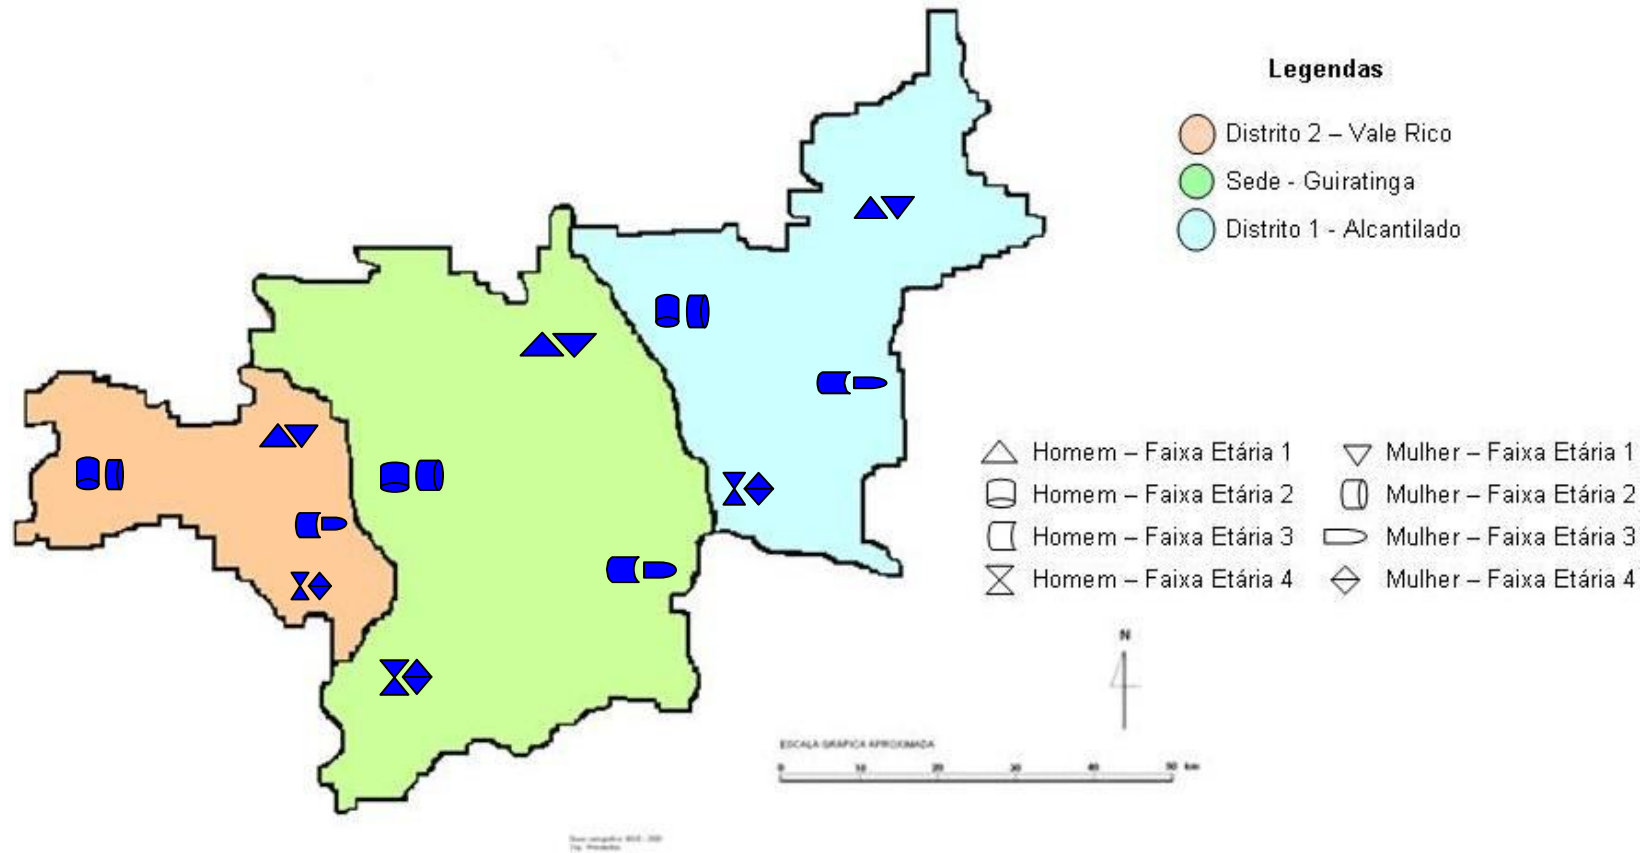 Legendas
Distrito 2 – Vale Rico
Sede - Guiratinga
Distrito 1 - Alcantilado
Homem – Faixa Etária 1
Mulher – Faixa Etária 1
Homem – Faixa Etária 2
Mulher – Faixa Etária 2
Homem – Faixa Etária 3
Mulher – Faixa Etária 3
Homem – Faixa Etária 4
Mulher – Faixa Etária 4
N
ESCALA GRÁFICA APROXIMADA
0 10 20 30 40 50 km